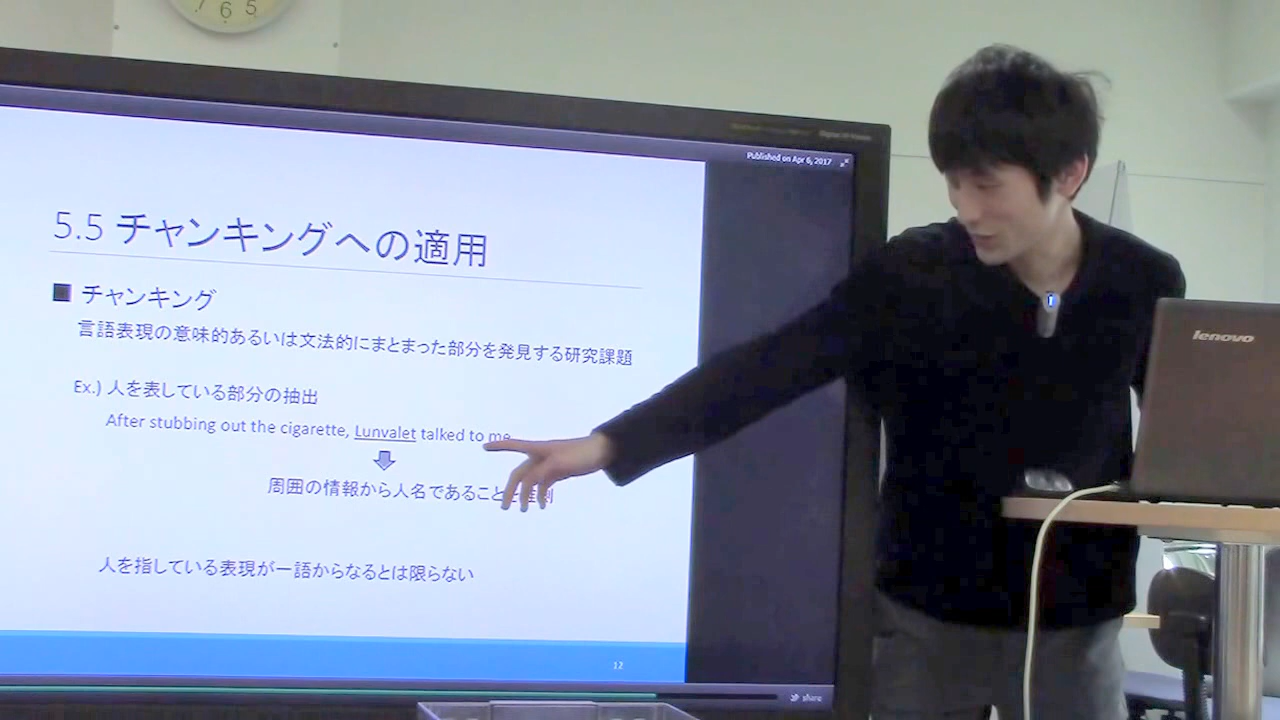 7 6 5
Published on Apr 6, 2017
5.5 チャンキングへの適用
■ チャンキング
言語表現の意味的あるいは文法的にまとまった部分を発見する研究課題
Ex.) 人を表している部分の抽出
After stubbing out the cigarette, Lunvalet talked to me
周囲の情報から人名であること
人を指している表現が一語からなるとは限らない
12
share
lenovo